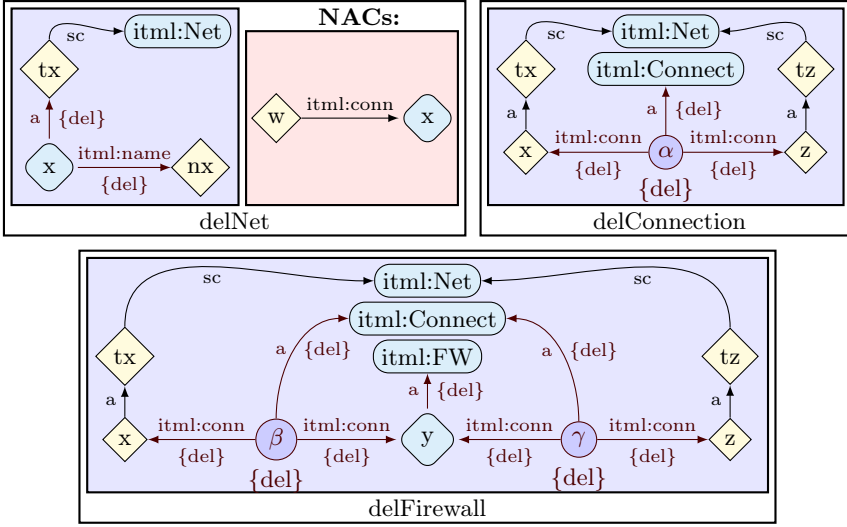 NACs:
sc
itml:Net
tx
a
{del}
x
itml:name
{del}
nx
w
itml:conn
x
delNet
sc
itml:Net
sc
tx
itml:Connect
tz
a
a
{del}
a
itml:conn
itml:conn
x
α
z
{del}
{del}
{del}
delConnection
sc
itml:Net
sc
itml:Connect
tx
a
{del}
itml:FW
a
{del}
tz
a
a
{del}
a
itml:conn
itml:conn
itml:conn
itml:conn
x
β
y
γ
z
{del}
{del}
{del}
{del}
{del}
{del}
delFirewall